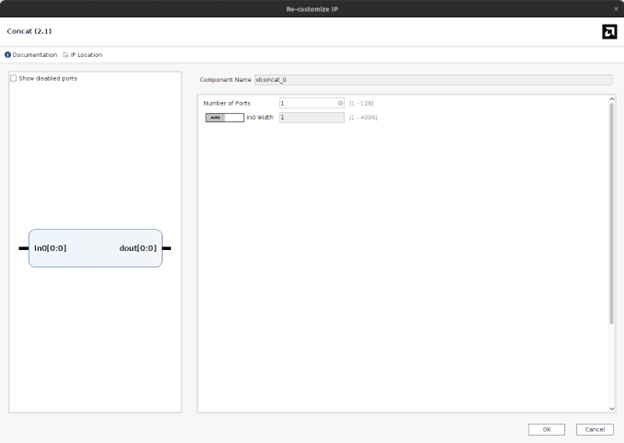 Re-customize IP
Concat (2.1)
Documentation IP Location
Show disabled ports
Component Name xlconcat_0
Number of Ports 1 [1 - 128]
AUTO In0 Width 1 [1 - 4096]
In0[0:0] dout[0:0]
OK Cancel